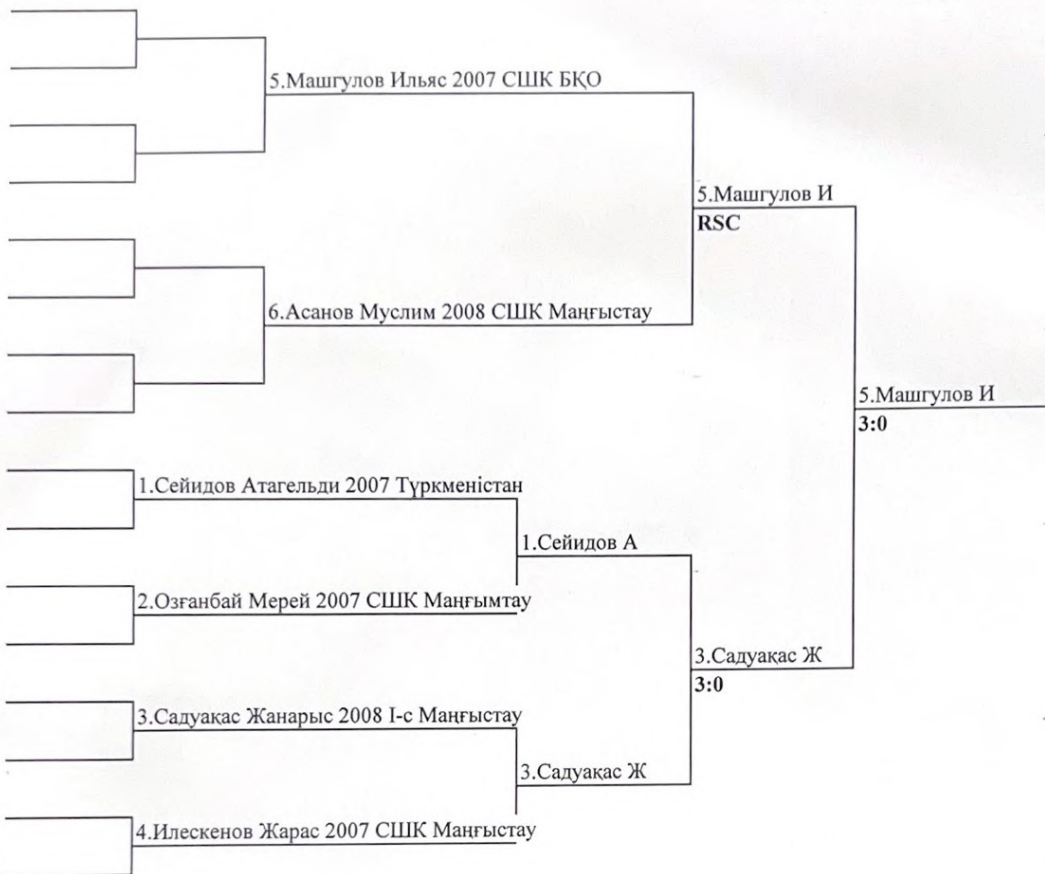 5.Машгулов Ильяс 2007 СШК БҚО
5.Машгулов И
RSC
6.Асанов Муслим 2008 СШК Маңғыстау
5.Машгулов И
3:0
1.Сейидов Атагельди 2007 Түркменістан
1.Сейидов А
2.Озғанбай Мерей 2007 СШК Маңғымтау
3.Садуақас Ж
3:0
3.Садуақас Жанарыс 2008 І-с Маңғыстау
3.Садуақас Ж
4.Илескенов Жарас 2007 СШК Маңғыстау